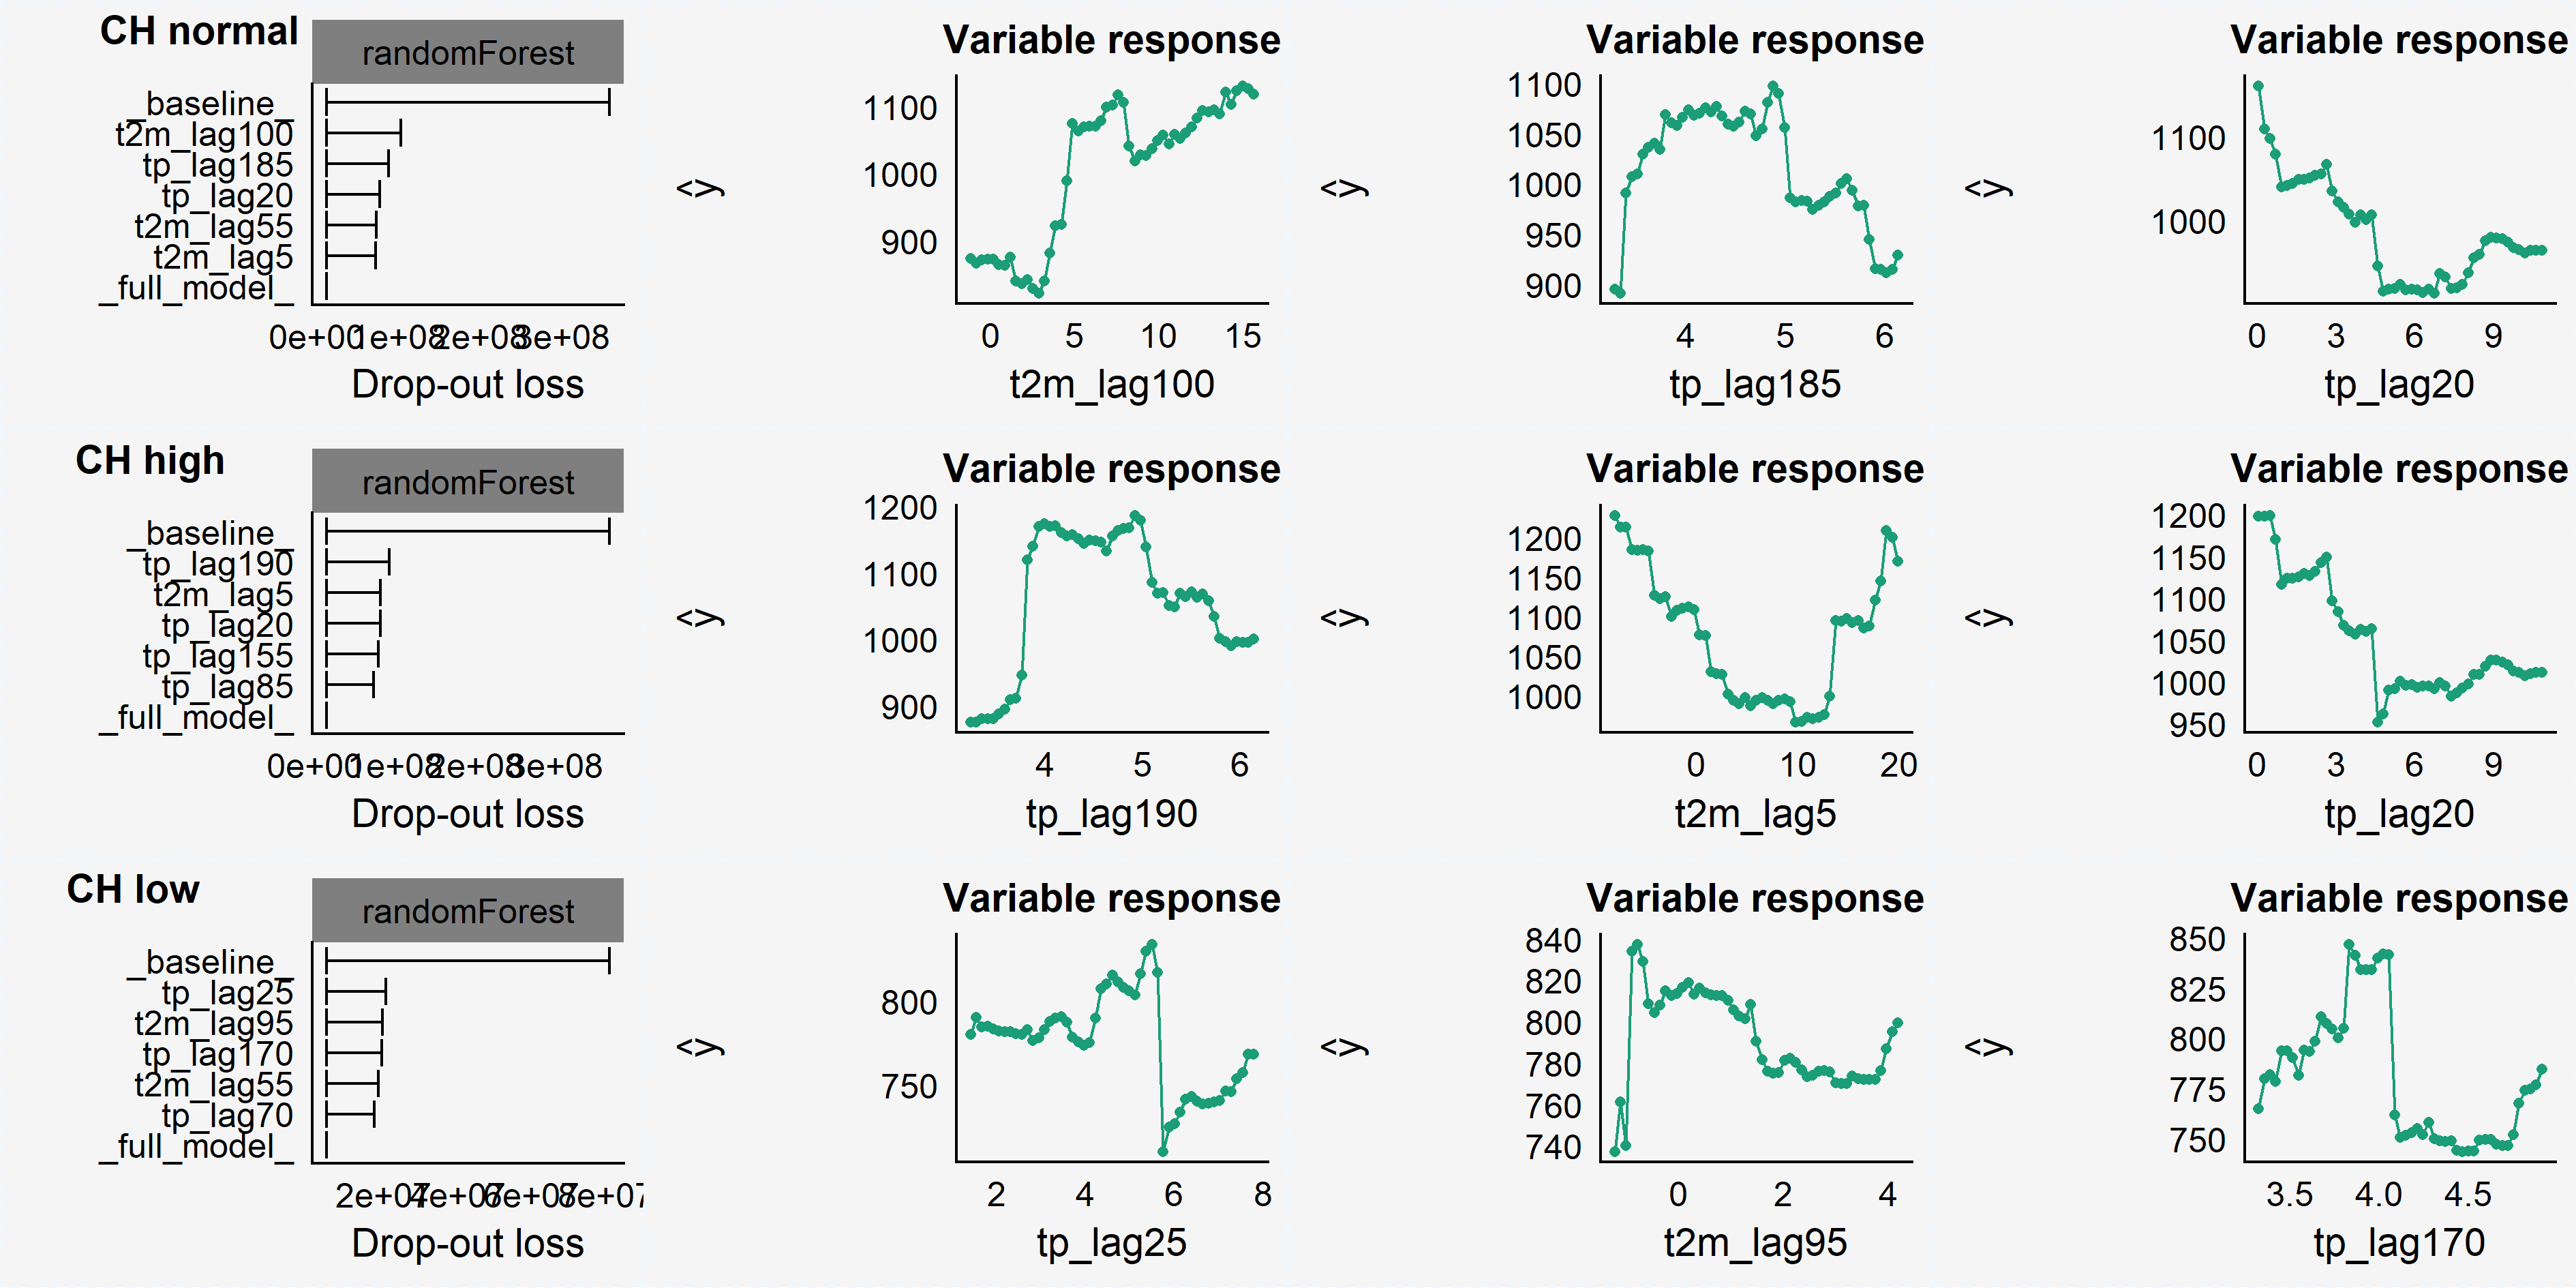 CH normal
randomForest
_baseline_
t2m_lag100
tp_lag185
tp_lag20
t2m_lag55
t2m_lag5
_full_model_
0e+00 1e+08 2e+08 3e+08
Drop-out loss
Variable response
ŷ
1100
1000
900
0 5 10 15
t2m_lag100
Variable response
ŷ
1100
1050
1000
950
900
4 5 6
tp_lag185
Variable response
ŷ
1100
1000
0 3 6 9
tp_lag20
CH high
randomForest
_baseline_
tp_lag190
t2m_lag5
tp_lag20
tp_lag155
tp_lag85
_full_model_
0e+00 1e+08 2e+08 3e+08
Drop-out loss
Variable response
ŷ
1200
1100
1000
900
4 5 6
tp_lag190
Variable response
ŷ
1200
1150
1100
1050
1000
0 10 20
t2m_lag5
Variable response
ŷ
1200
1150
1100
1050
1000
950
0 3 6 9
tp_lag20
CH low
randomForest
_baseline_
tp_lag25
t2m_lag95
tp_lag170
t2m_lag55
tp_lag70
_full_model_
2e+07 4e+07 6e+07 8e+07
Drop-out loss
Variable response
ŷ
800
750
2 4 6 8
tp_lag25
Variable response
ŷ
840
820
800
780
760
740
0 2 4
t2m_lag95
Variable response
ŷ
850
825
800
775
750
3.5 4.0 4.5
tp_lag170